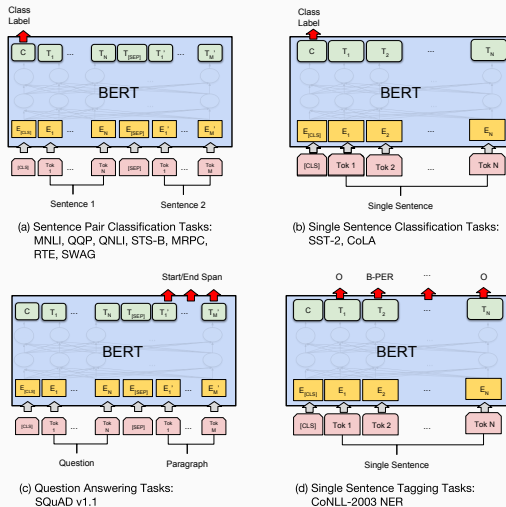 Class
Label
C T1 ... TN T[SEP] T1' ... TM'
BERT
E[CLS] E1 ... EN E[SEP] E1' ... EM'
[CLS] Tok 1 ... Tok N [SEP] Tok 1 ... Tok M
Sentence 1 Sentence 2
(a) Sentence Pair Classification Tasks:
MNLI, QQP, QNLI, STS-B, MRPC,
RTE, SWAG
Class
Label
C T1 T2 ... TN
BERT
E[CLS] E1 E2 ... EN
[CLS] Tok 1 Tok 2 ... Tok N
Single Sentence
(b) Single Sentence Classification Tasks:
SST-2, CoLA
Start/End Span
C T1 ... TN T[SEP] T1' ... TM'
BERT
E[CLS] E1 ... EN E[SEP] E1' ... EM'
[CLS] Tok 1 ... Tok N [SEP] Tok 1 ... Tok M
Question Paragraph
(c) Question Answering Tasks:
SQuAD v1.1
O B-PER ... O
C T1 T2 ... TN
BERT
E[CLS] E1 E2 ... EN
[CLS] Tok 1 Tok 2 ... Tok N
Single Sentence
(d) Single Sentence Tagging Tasks:
CoNLL-2003 NER